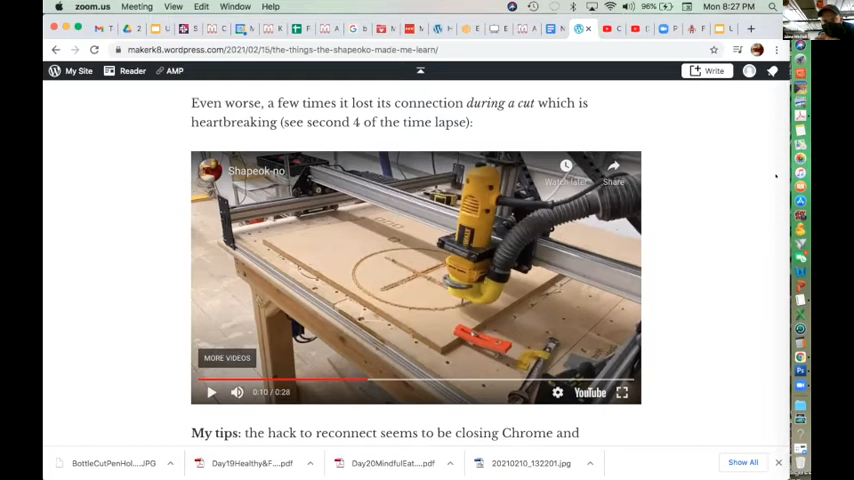 zoom.us Meeting View Edit Window Help 96% Mon 8:27 PM
makerk8.wordpress.com/2021/02/15/the-things-the-shapeoko-made-me-learn/
My Site Reader AMP Write
Even worse, a few times it lost its connection during a cut which is
heartbreaking (see second 4 of the time lapse):
Shapeok-no
Watch later Share
MORE VIDEOS
0:10 / 0:28 YouTube
My tips: the hack to reconnect seems to be closing Chrome and
BottleCutPenHol....JPG Day19Healthy&F....pdf Day20MindfulEat....pdf 20210210_132201.jpg Show All